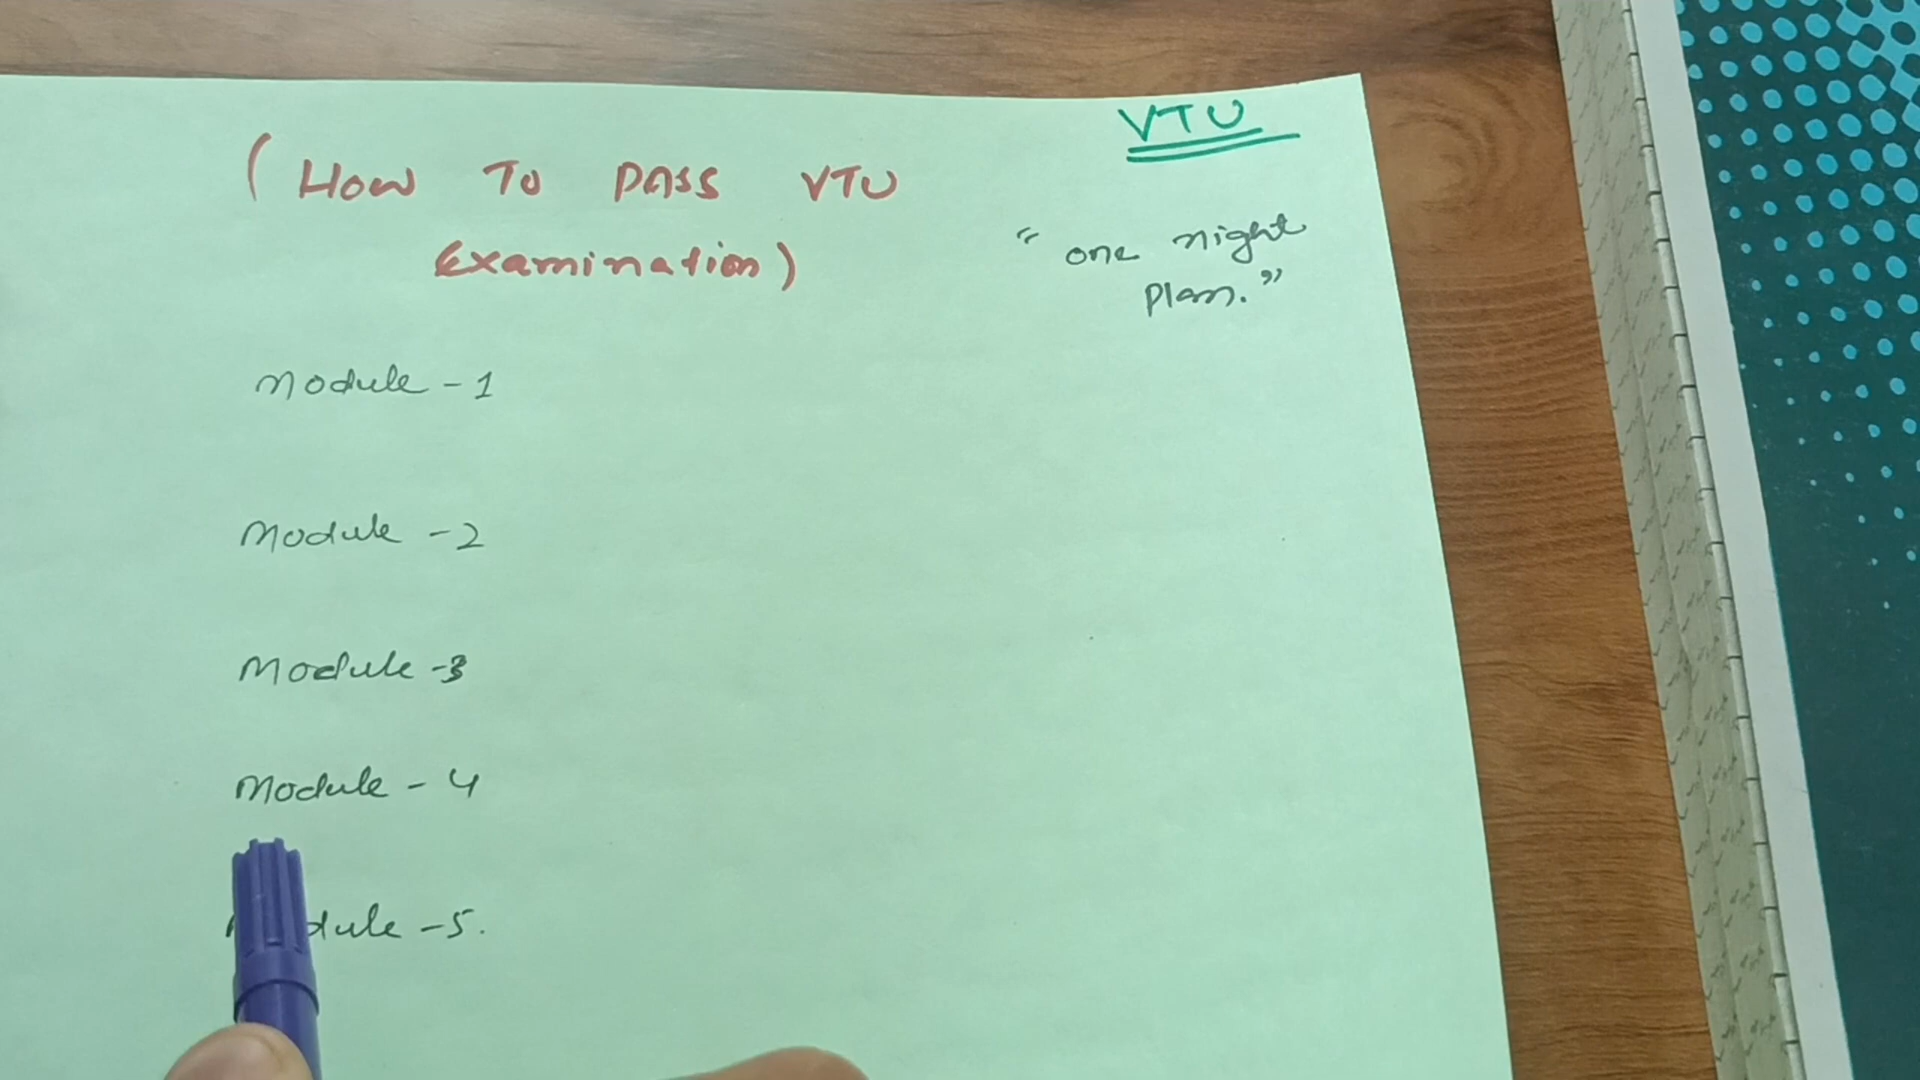 VTU
( HOW TO PASS VTU
Examination)
"one night
plan."
Module - 1
Module - 2
Module - 3
Module - 4
dule - 5.